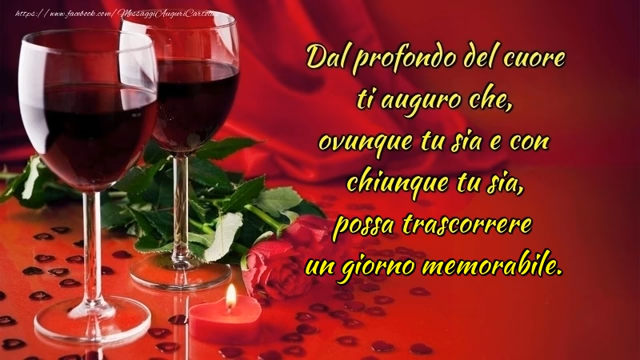 https://www.facebook.com/MessaggiAuguriCartoline
Dal profondo del cuore
ti auguro che,
ovunque tu sia e con
chiunque tu sia,
possa trascorrere
un giorno memorabile.